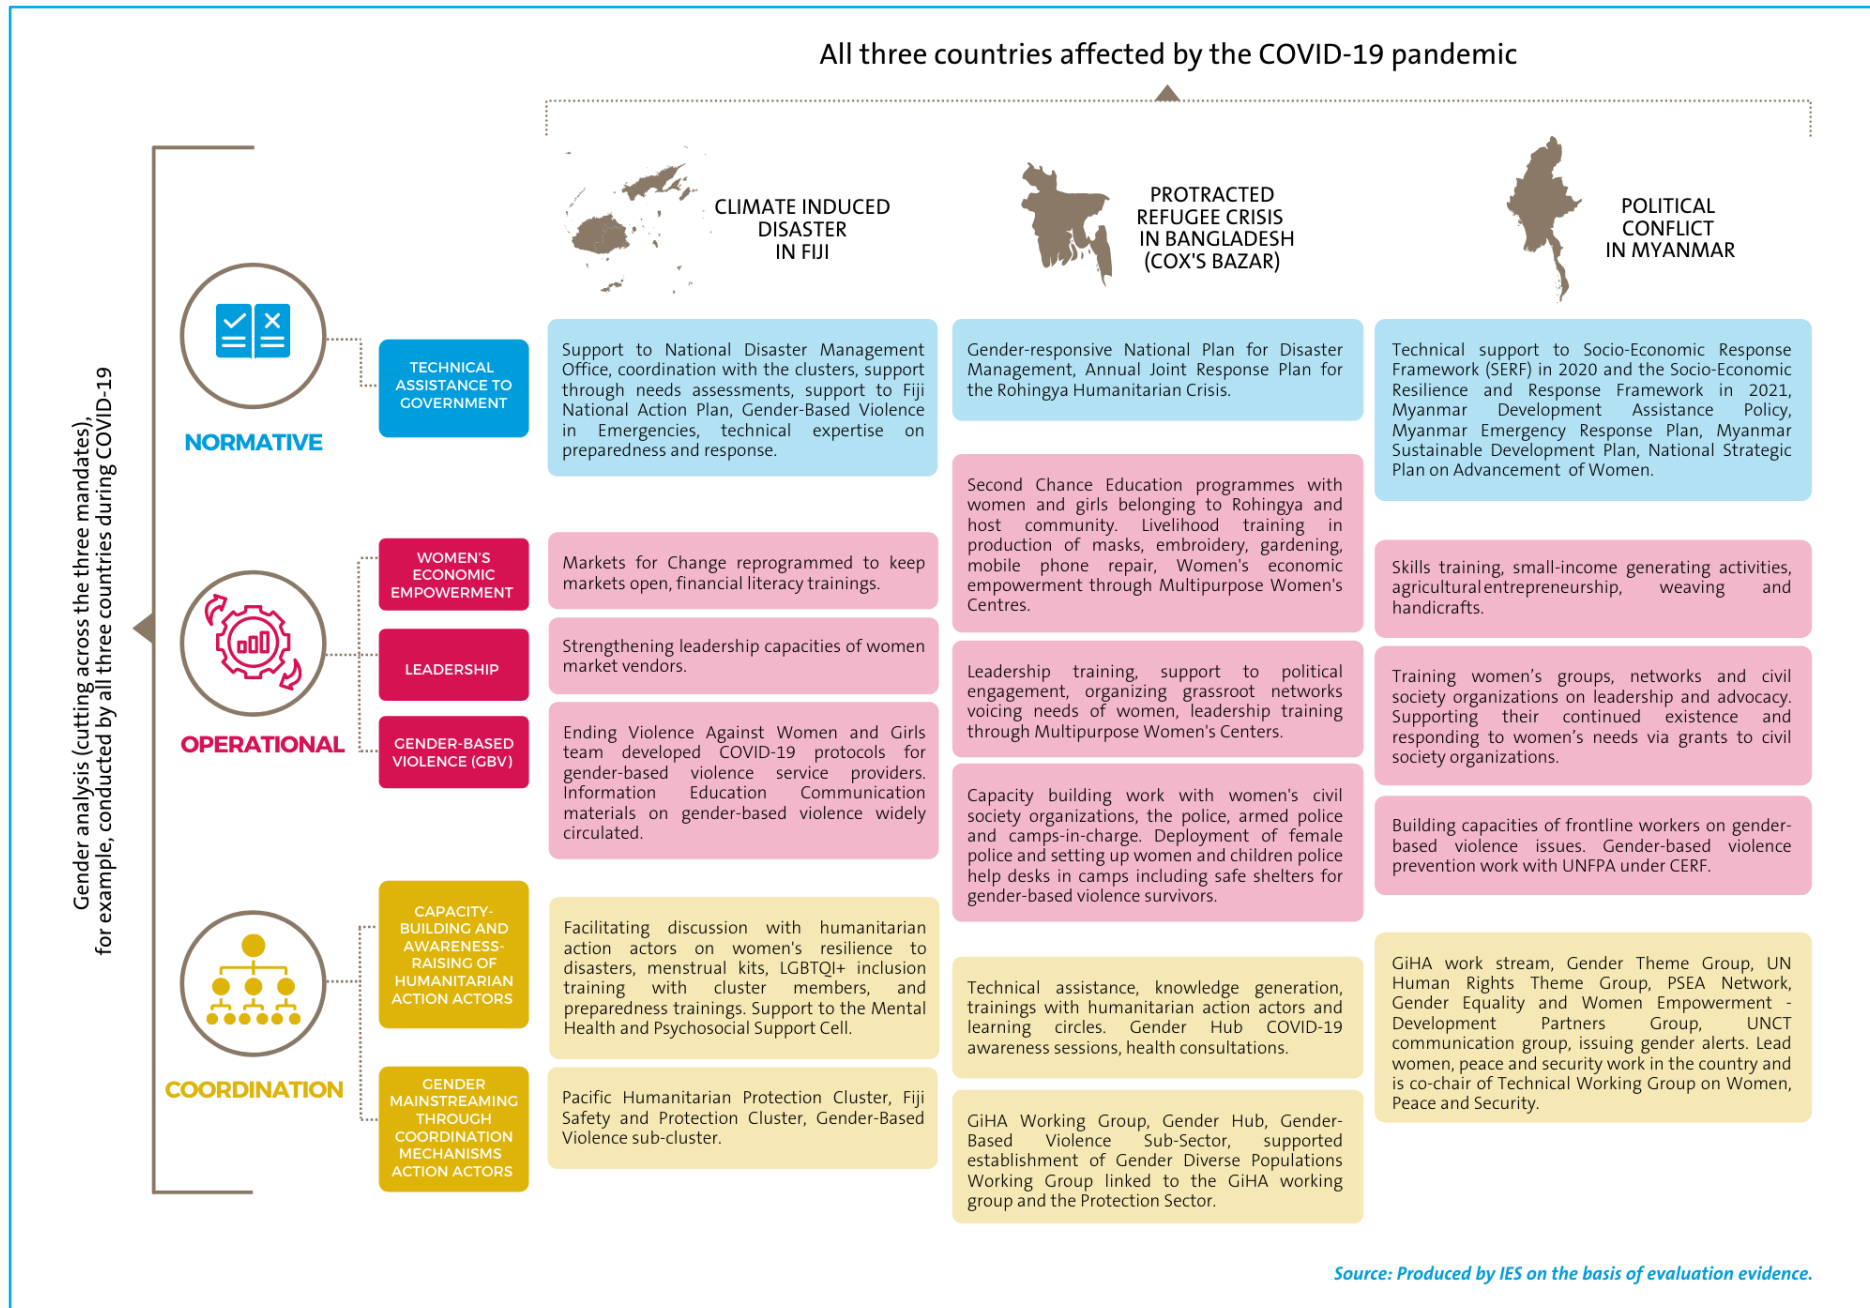 All three countries affected by the COVID-19 pandemic
CLIMATE INDUCED
DISASTER
IN FIJI
PROTRACTED
REFUGEE CRISIS
IN BANGLADESH
(COX'S BAZAR)
POLITICAL
CONFLICT
IN MYANMAR
Gender analysis (cutting across the three mandates),
for example, conducted by all three countries during COVID-19
NORMATIVE
TECHNICAL
ASSISTANCE TO
GOVERNMENT
Support to National Disaster Management
Office, coordination with the clusters, support
through needs assessments, support to Fiji
National Action Plan, Gender-Based Violence
in Emergencies, technical expertise on
preparedness and response.
Gender-responsive National Plan for Disaster
Management, Annual Joint Response Plan for
the Rohingya Humanitarian Crisis.
Technical support to Socio-Economic Response
Framework (SERF) in 2020 and the Socio-Economic
Resilience and Response Framework in 2021,
Myanmar Development Assistance Policy,
Myanmar Emergency Response Plan, Myanmar
Sustainable Development Plan, National Strategic
Plan on Advancement of Women.
OPERATIONAL
WOMEN'S
ECONOMIC
EMPOWERMENT
Markets for Change reprogrammed to keep
markets open, financial literacy trainings.
Second Chance Education programmes with
women and girls belonging to Rohingya and
host community. Livelihood training in
production of masks, embroidery, gardening,
mobile phone repair, Women's economic
empowerment through Multipurpose Women's
Centres.
Skills training, small-income generating activities,
agricultural entrepreneurship, weaving and
handicrafts.
LEADERSHIP
Strengthening leadership capacities of women
market vendors.
Leadership training, support to political
engagement, organizing grassroot networks
voicing needs of women, leadership training
through Multipurpose Women's Centers.
Training women's groups, networks and civil
society organizations on leadership and advocacy.
Supporting their continued existence and
responding to women's needs via grants to civil
society organizations.
GENDER-BASED
VIOLENCE (GBV)
Ending Violence Against Women and Girls
team developed COVID-19 protocols for
gender-based violence service providers.
Information Education Communication
materials on gender-based violence widely
circulated.
Capacity building work with women's civil
society organizations, the police, armed police
and camps-in-charge. Deployment of female
police and setting up women and children police
help desks in camps including safe shelters for
gender-based violence survivors.
Building capacities of frontline workers on gender-
based violence issues. Gender-based violence
prevention work with UNFPA under CERF.
COORDINATION
CAPACITY-
BUILDING AND
AWARENESS-
RAISING OF
HUMANITARIAN
ACTION ACTORS
Facilitating discussion with humanitarian
action actors on women's resilience to
disasters, menstrual kits, LGBTQI+ inclusion
training with cluster members, and
preparedness trainings. Support to the Mental
Health and Psychosocial Support Cell.
Technical assistance, knowledge generation,
trainings with humanitarian action actors and
learning circles. Gender Hub COVID-19
awareness sessions, health consultations.
GiHA work stream, Gender Theme Group, UN
Human Rights Theme Group, PSEA Network,
Gender Equality and Women Empowerment -
Development Partners Group, UNCT
communication group, issuing gender alerts. Lead
women, peace and security work in the country and
is co-chair of Technical Working Group on Women,
Peace and Security.
GENDER
MAINSTREAMING
THROUGH
COORDINATION
MECHANISMS
ACTION ACTORS
Pacific Humanitarian Protection Cluster, Fiji
Safety and Protection Cluster, Gender-Based
Violence sub-cluster.
GiHA Working Group, Gender Hub, Gender-
Based Violence Sub-Sector, supported
establishment of Gender Diverse Populations
Working Group linked to the GiHA working
group and the Protection Sector.
Source: Produced by IES on the basis of evaluation evidence.